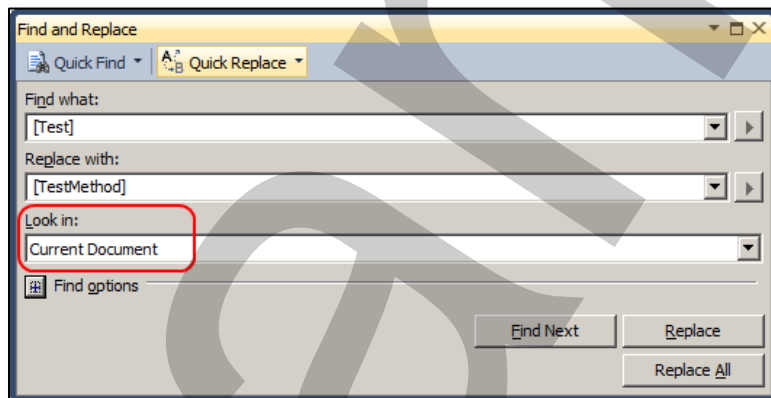 Find and Replace
Quick Find A B Quick Replace
Find what:
[Test]
Replace with:
[TestMethod]
Look in:
Current Document
Find options
Find Next Replace
Replace All